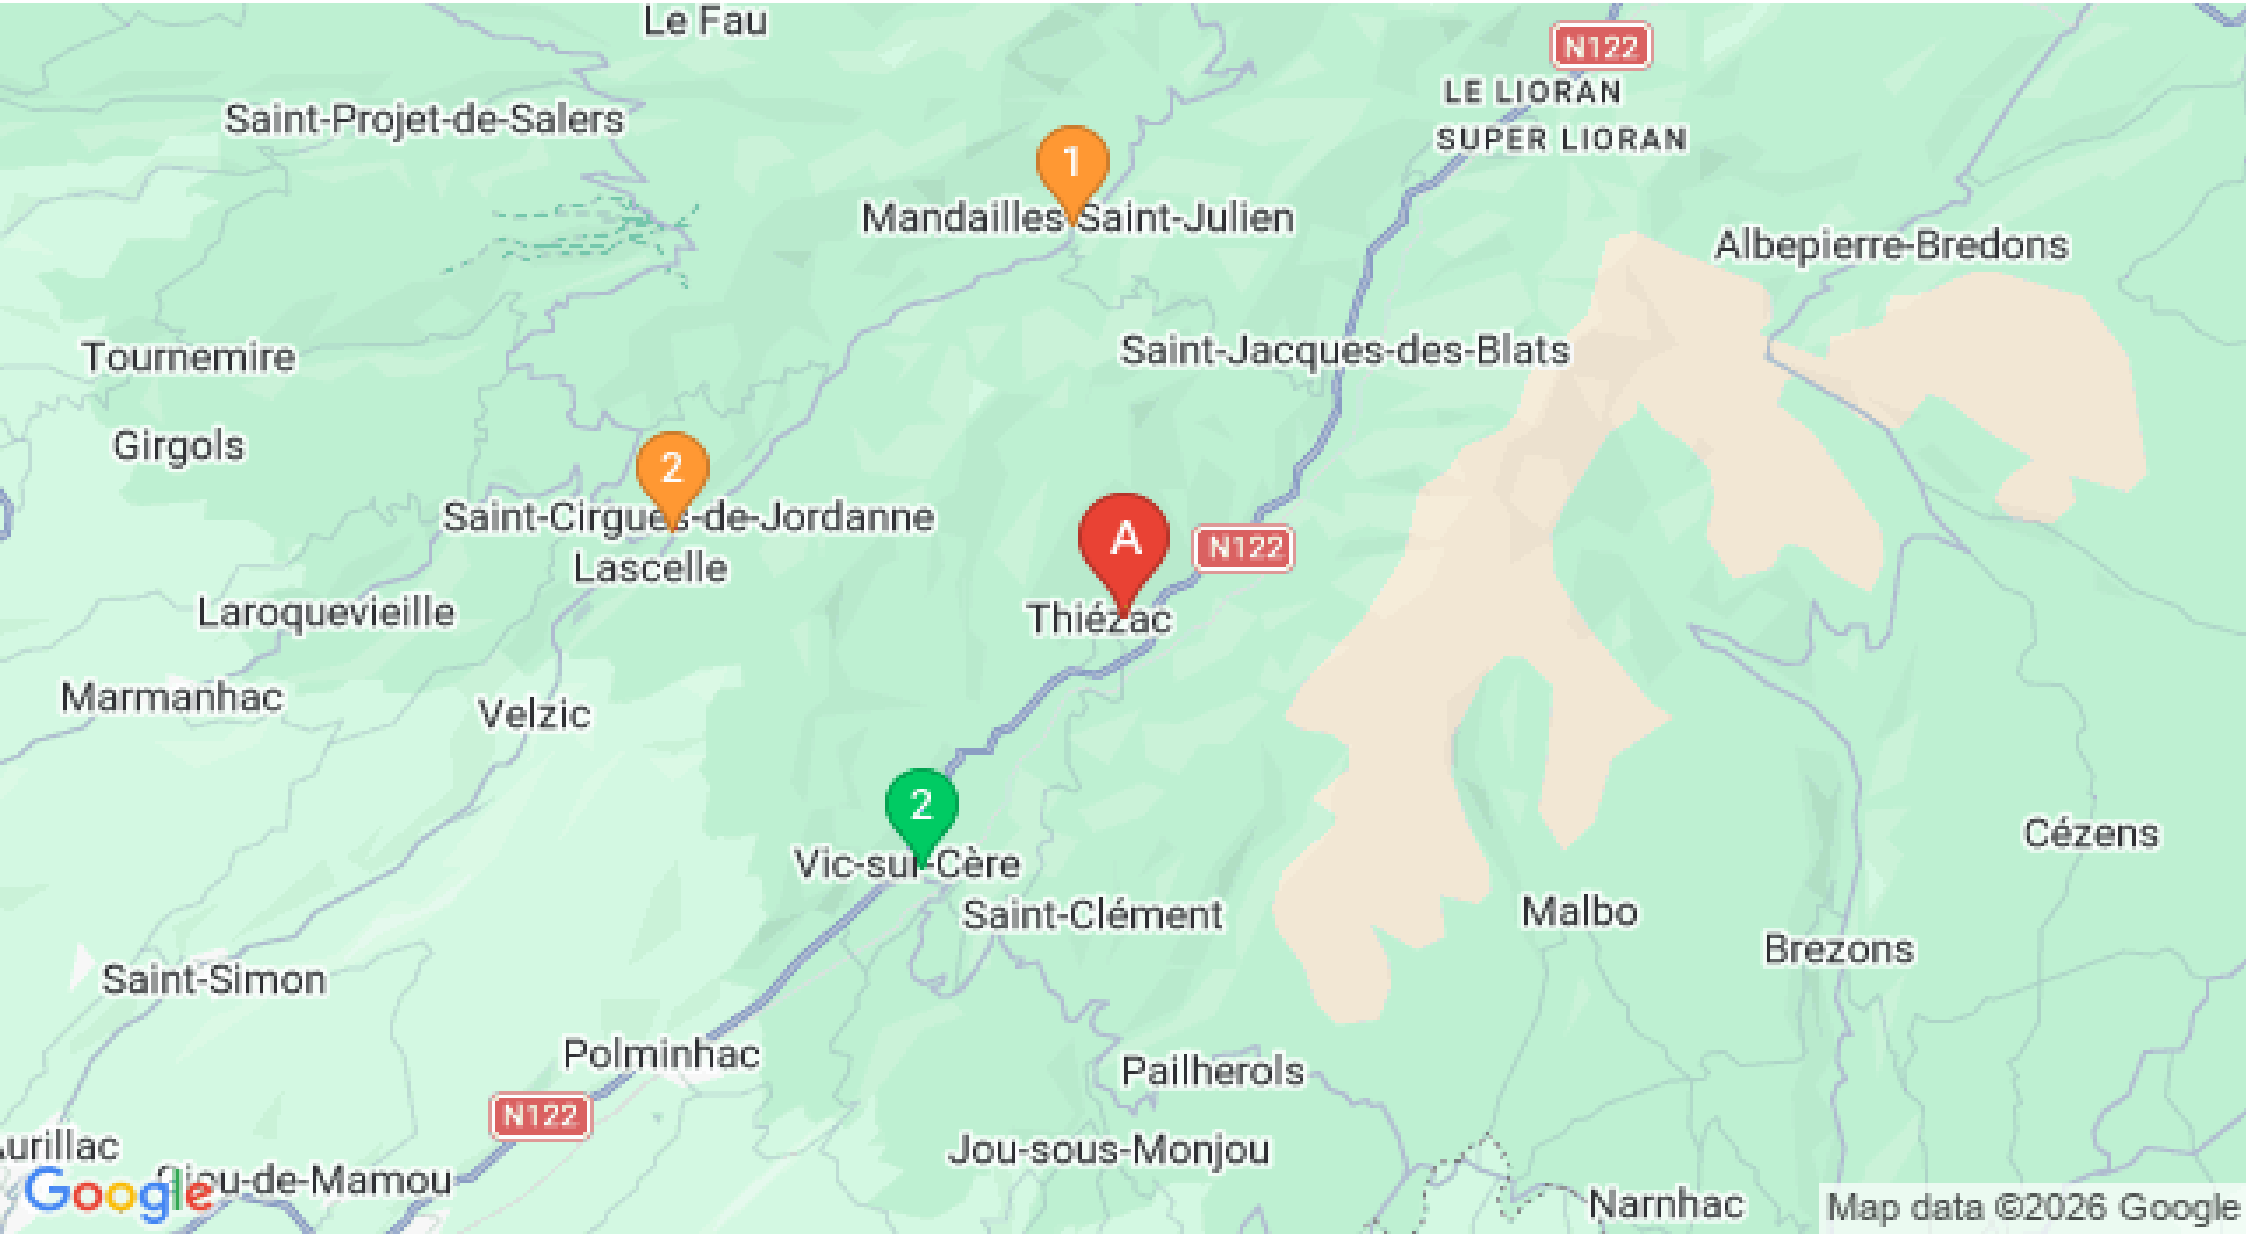 Le Fau
N122
LE LIORAN
SUPER LIORAN
Saint-Projet-de-Salers
1
Mandailles-Saint-Julien
Albepierre-Bredons
Tournemire
Saint-Jacques-des-Blats
Girgols
2
Saint-Cirgues-de-Jordanne
A
N122
Lascelle
Laroquevieille
Thiézac
Marmanhac
Velzic
2
Vic-sur-Cère
Cézens
Saint-Clément
Malbo
Brezons
Saint-Simon
Polminhac
Pailherols
N122
Jou-sous-Monjou
Google
Narnhac
Map data ©2026 Google